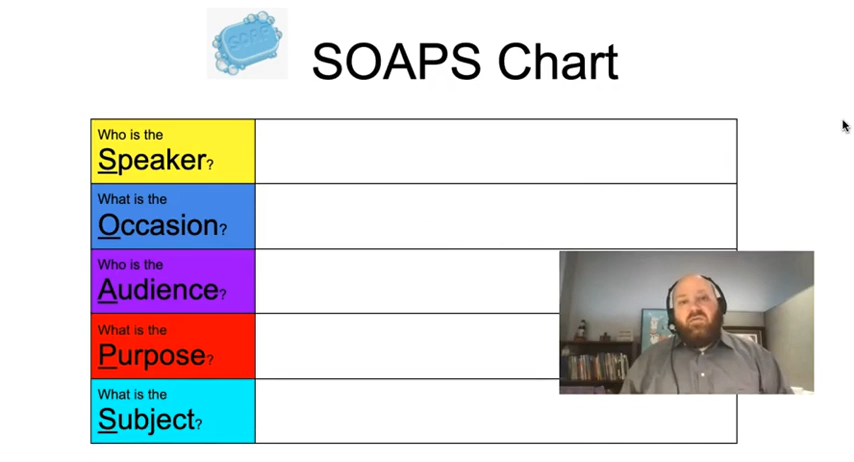 SOAP
SOAPS Chart
Who is the
Speaker?
What is the
Occasion?
Who is the
Audience?
What is the
Purpose?
What is the
Subject?